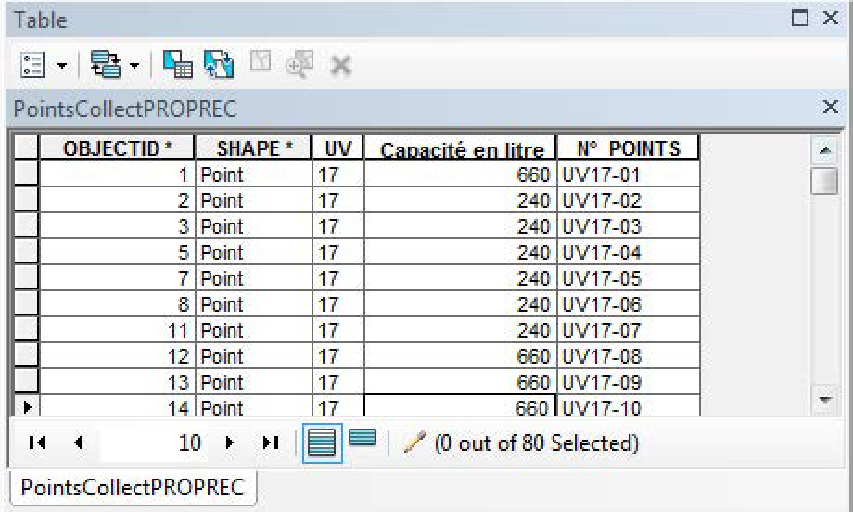 Table
PointsCollectPROPREC
OBJECTID * SHAPE * UV Capacité en litre N° POINTS
1 Point 17 660 UV17-01
2 Point 17 240 UV17-02
3 Point 17 240 UV17-03
5 Point 17 240 UV17-04
7 Point 17 240 UV17-05
8 Point 17 240 UV17-06
11 Point 17 240 UV17-07
12 Point 17 660 UV17-08
13 Point 17 660 UV17-09
14 Point 17 660 UV17-10
10 (0 out of 80 Selected)
PointsCollectPROPREC